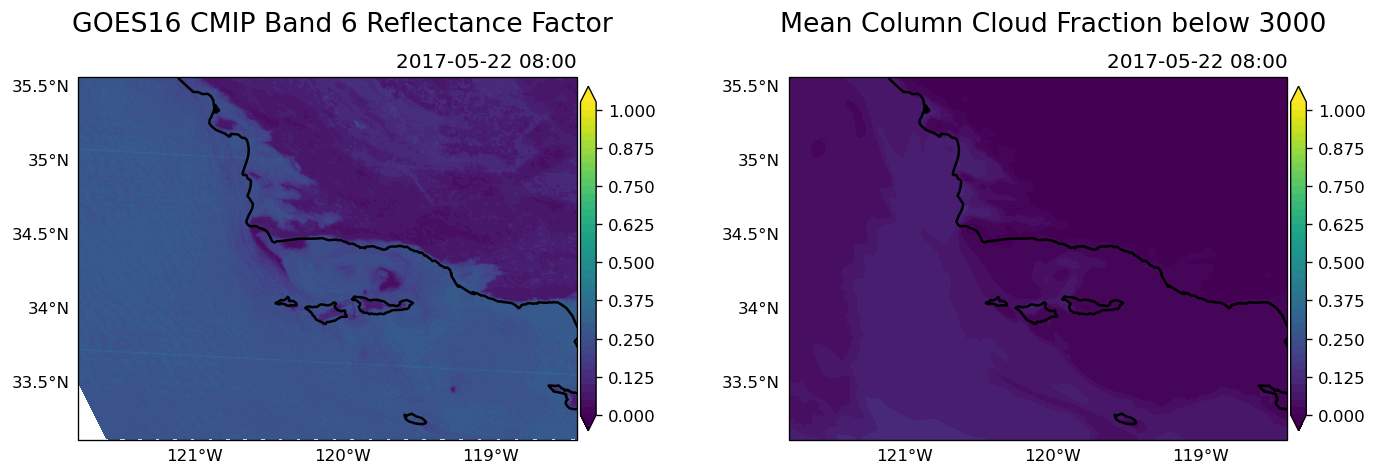 GOES16 CMIP Band 6 Reflectance Factor
2017-05-22 08:00
35.5°N
35°N
34.5°N
34°N
33.5°N
121°W 120°W 119°W
1.000
0.875
0.750
0.625
0.500
0.375
0.250
0.125
0.000
Mean Column Cloud Fraction below 3000
2017-05-22 08:00
35.5°N
35°N
34.5°N
34°N
33.5°N
121°W 120°W 119°W
1.000
0.875
0.750
0.625
0.500
0.375
0.250
0.125
0.000